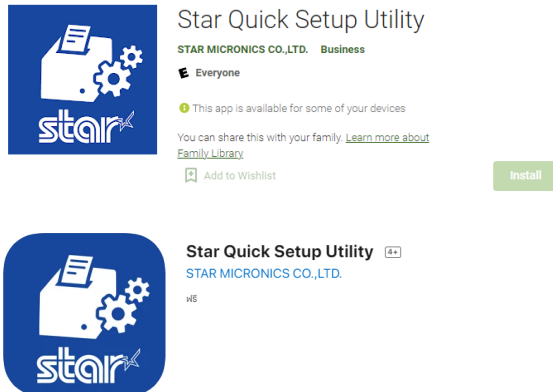 Star Quick Setup Utility
STAR MICRONICS CO.,LTD. Business
E Everyone
This app is available for some of your devices
You can share this with your family. Learn more about
Family Library
Add to Wishlist
Install
star
Star Quick Setup Utility 4+
STAR MICRONICS CO.,LTD.
ฟรี
star